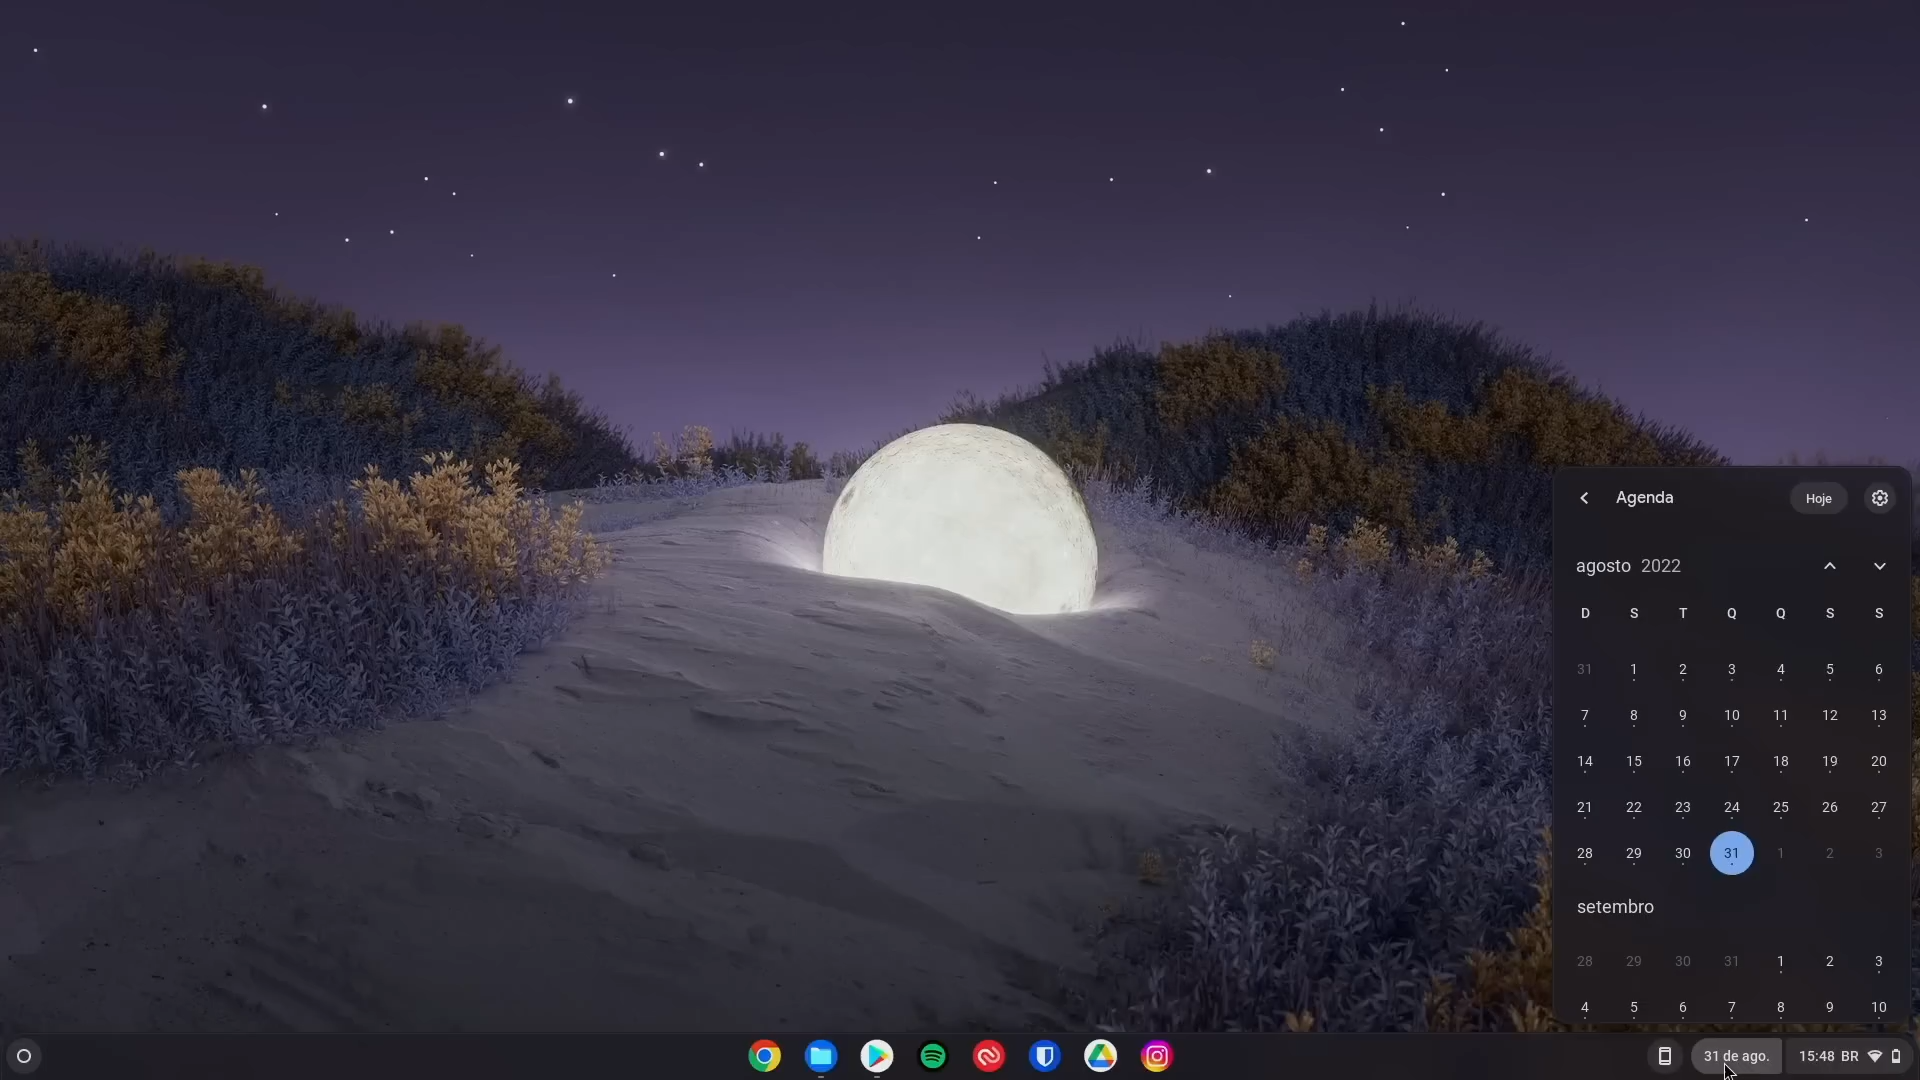 Agenda Hoje
agosto 2022
D S T Q Q S S
31 1 2 3 4 5 6
7 8 9 10 11 12 13
14 15 16 17 18 19 20
21 22 23 24 25 26 27
28 29 30 31 1 2 3
setembro
28 29 30 31 1 2 3
4 5 6 7 8 9 10
31 de ago. 15:48 BR